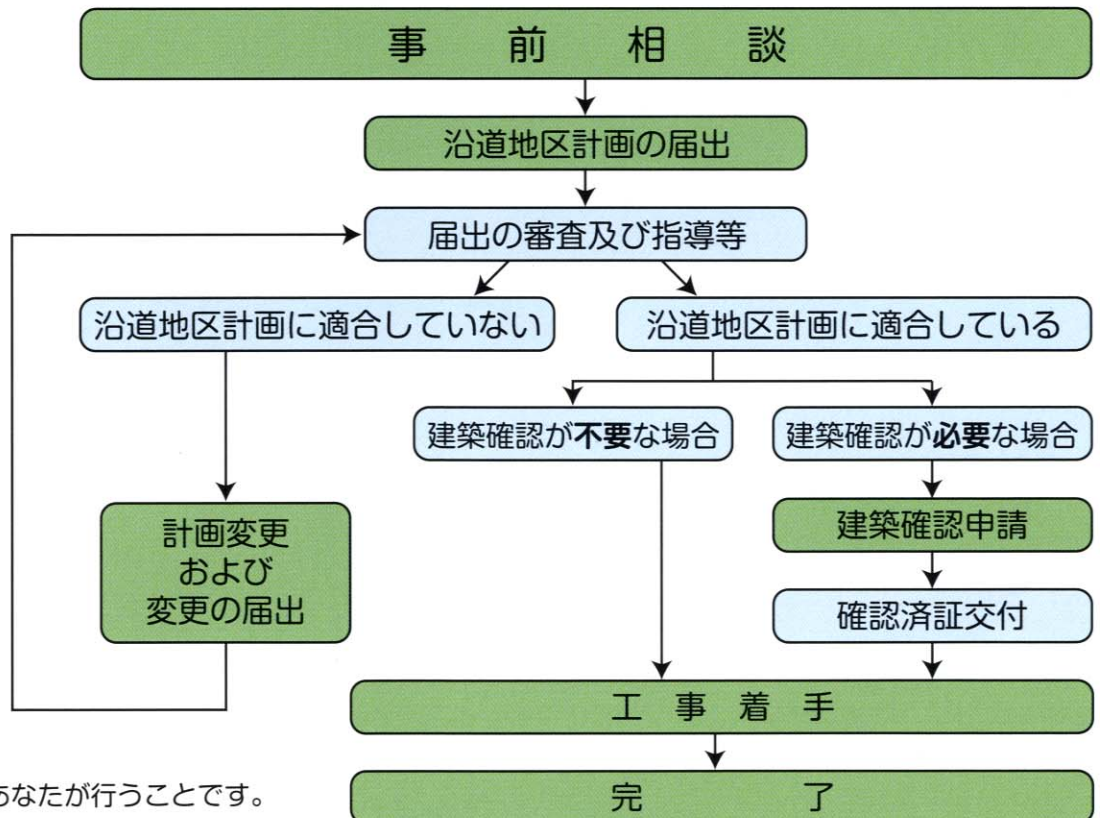 事前相談
沿道地区計画の届出
届出の審査及び指導等
沿道地区計画に適合していない
沿道地区計画に適合している
建築確認が不要な場合
建築確認が必要な場合
計画変更
および
変更の届出
建築確認申請
確認済証交付
工事着手
完了
あなたが行うことです。